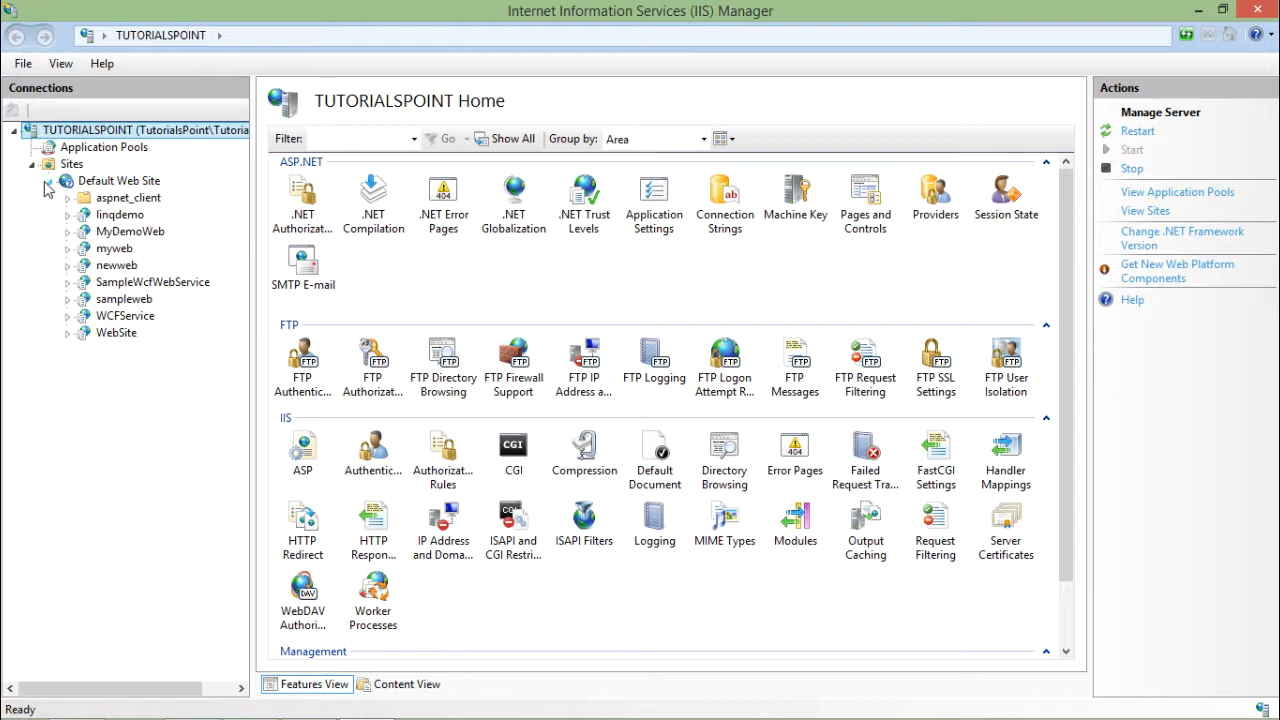 Internet Information Services (IIS) Manager
TUTORIALSPOINT
File View Help
Connections
TUTORIALSPOINT (TutorialsPoint\Tutoria
Application Pools
Sites
Default Web Site
aspnet_client
linqdemo
MyDemoWeb
myweb
newweb
SampleWcfWebService
sampleweb
WCFService
WebSite
TUTORIALSPOINT Home
Filter: Go Show All Group by: Area
ASP.NET
.NET Authorizat...
.NET Compilation
.NET Error Pages
.NET Globalization
.NET Trust Levels
Application Settings
Connection Strings
Machine Key
Pages and Controls
Providers
Session State
SMTP E-mail
FTP
FTP Authentic...
FTP Authorizat...
FTP Directory Browsing
FTP Firewall Support
FTP IP Address a...
FTP Logging
FTP Logon Attempt R...
FTP Messages
FTP Request Filtering
FTP SSL Settings
FTP User Isolation
IIS
ASP
Authentic...
Authorizat... Rules
CGI
Compression
Default Document
Directory Browsing
Error Pages
Failed Request Tra...
FastCGI Settings
Handler Mappings
HTTP Redirect
HTTP Respon...
IP Address and Doma...
ISAPI and CGI Restri...
ISAPI Filters
Logging
MIME Types
Modules
Output Caching
Request Filtering
Server Certificates
WebDAV Authori...
Worker Processes
Management
Features View Content View
Actions
Manage Server
Restart
Start
Stop
View Application Pools
View Sites
Change .NET Framework
Version
Get New Web Platform
Components
Help
Ready